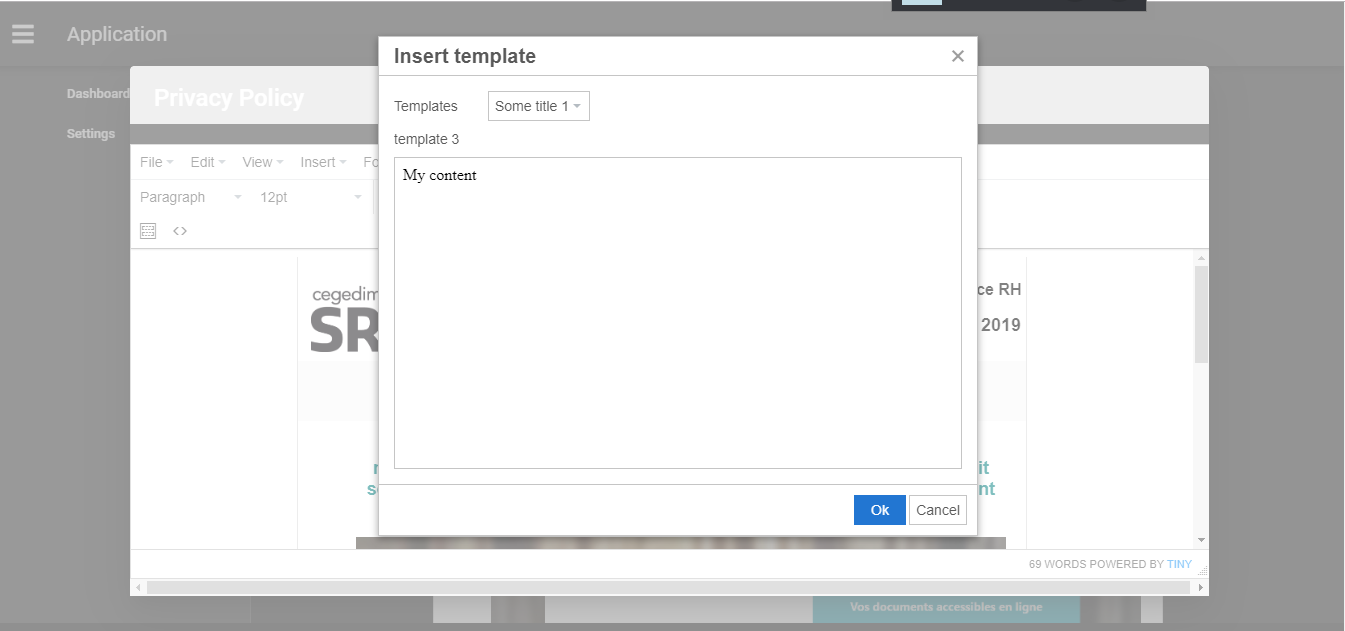 Application
Insert template
Dashboard
Privacy Policy
Templates Some title 1
Settings
template 3
File Edit View Insert Fo
My content
Paragraph 12pt
<>
cegedim
ce RH
SR
2019
it
nt
Ok Cancel
69 WORDS POWERED BY TINY
Vos documents accessibles en ligne